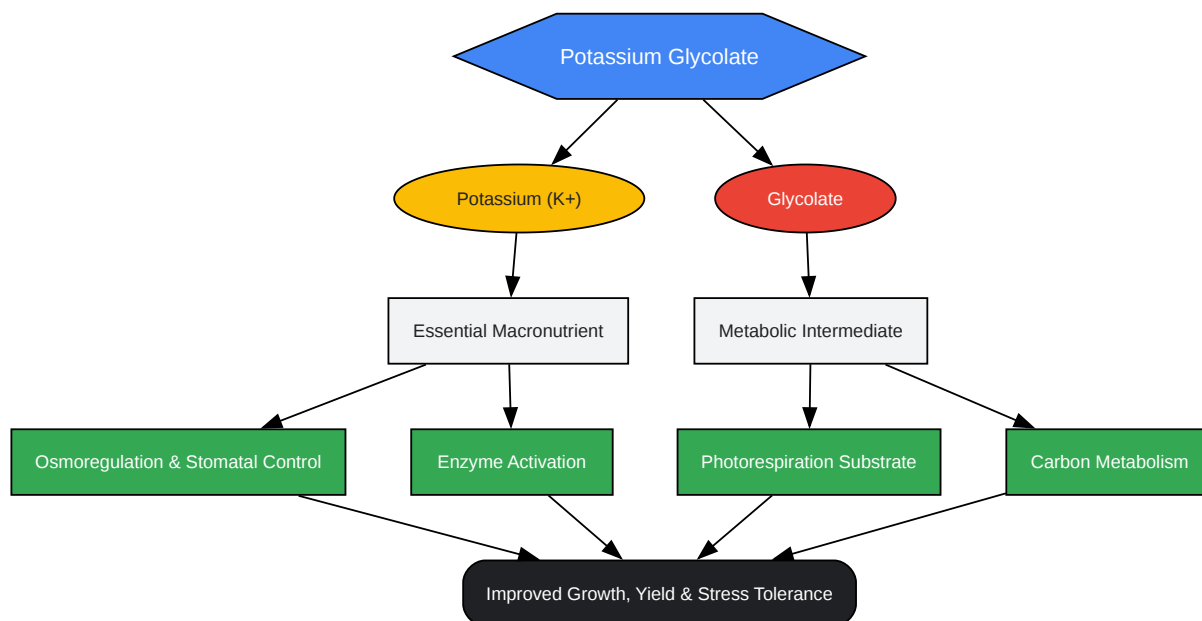 Potassium Glycolate
Potassium (K+)
Glycolate
Essential Macronutrient
Metabolic Intermediate
Osmoregulation & Stomatal Control
Enzyme Activation
Photorespiration Substrate
Carbon Metabolism
Improved Growth, Yield & Stress Tolerance